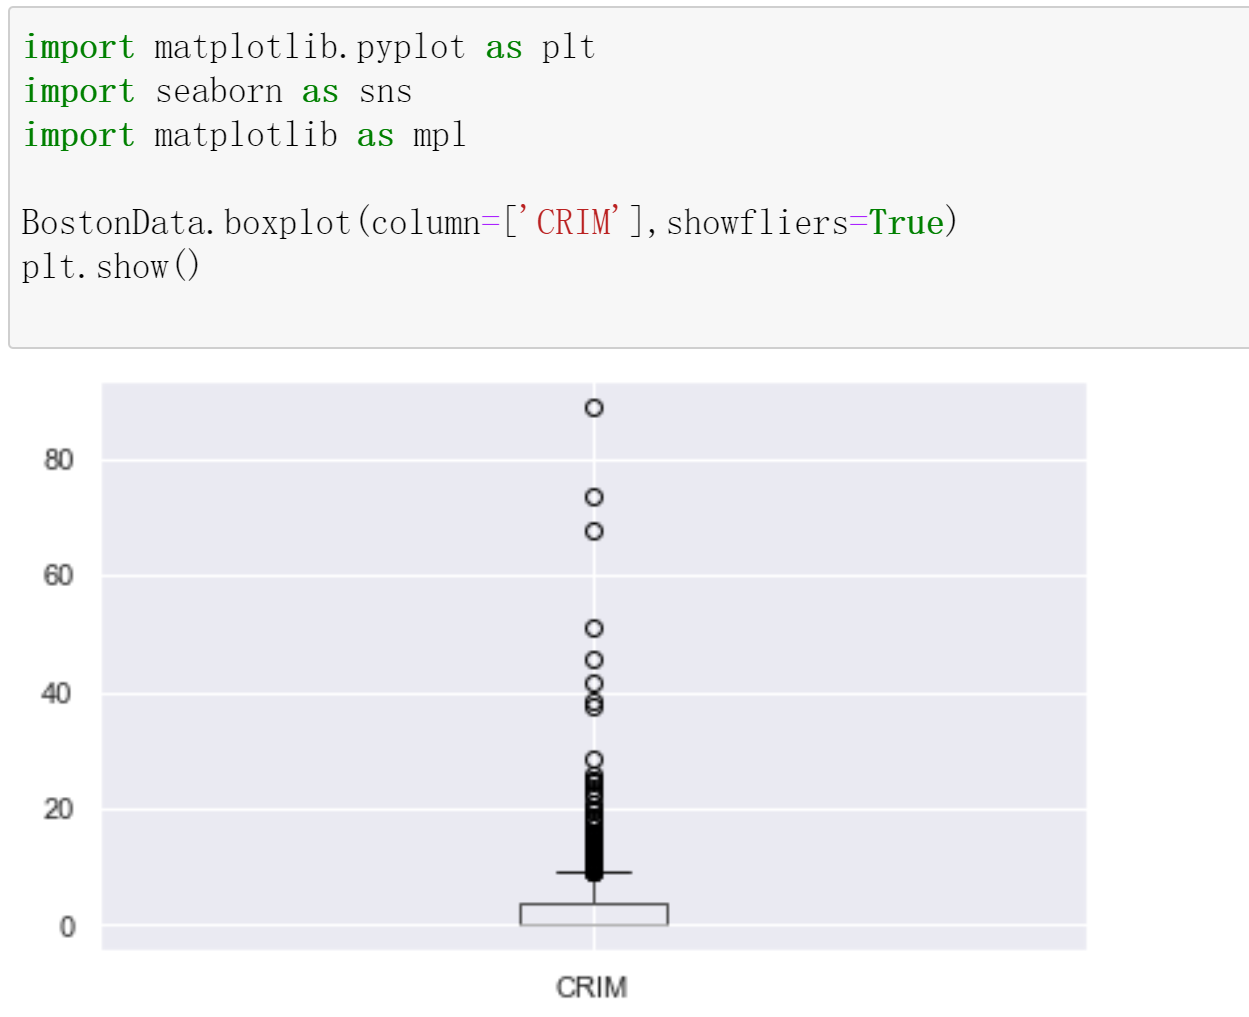 import matplotlib.pyplot as plt
import seaborn as sns
import matplotlib as mpl
BostonData.boxplot(column=['CRIM'],showfliers=True)
plt.show()
80
60
40
20
0
CRIM